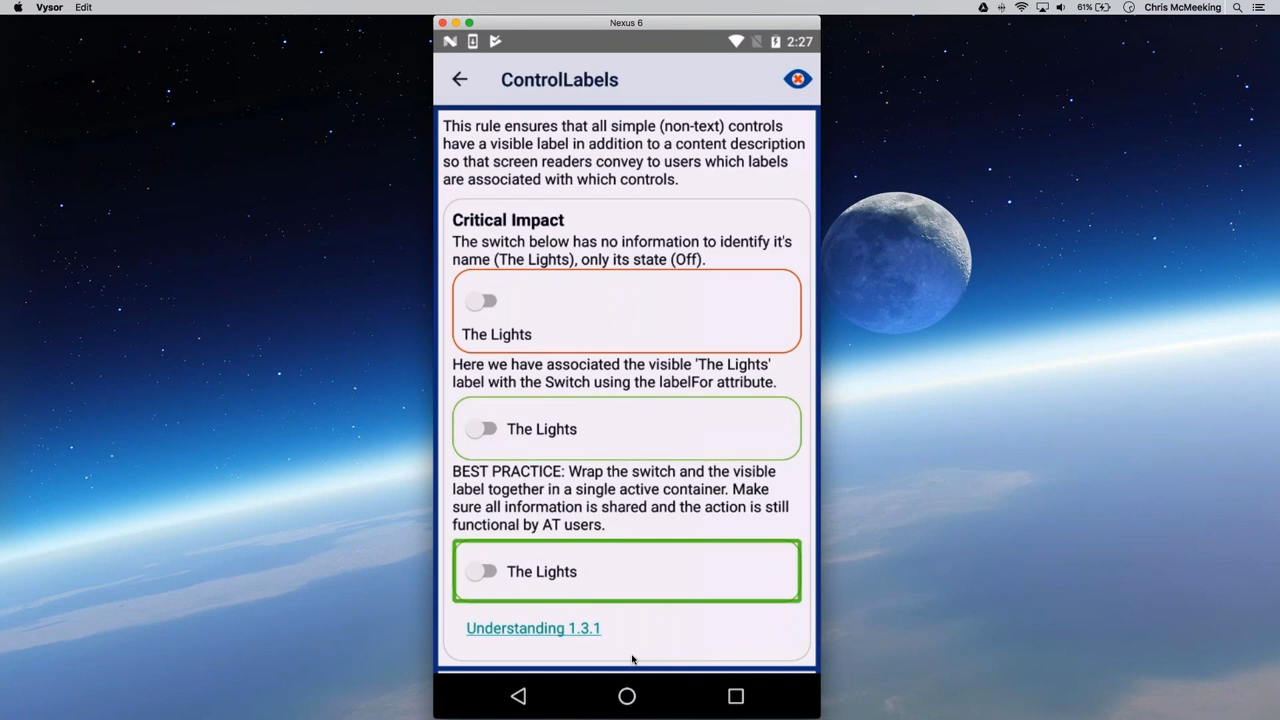 Vysor Edit 61% Chris McMeeking
Nexus 6
2:27
ControlLabels
This rule ensures that all simple (non-text) controls
have a visible label in addition to a content description
so that screen readers convey to users which labels
are associated with which controls.
Critical Impact
The switch below has no information to identify it's
name (The Lights), only its state (Off).
The Lights
Here we have associated the visible 'The Lights'
label with the Switch using the labelFor attribute.
The Lights
BEST PRACTICE: Wrap the switch and the visible
label together in a single active container. Make
sure all information is shared and the action is still
functional by AT users.
The Lights
Understanding 1.3.1